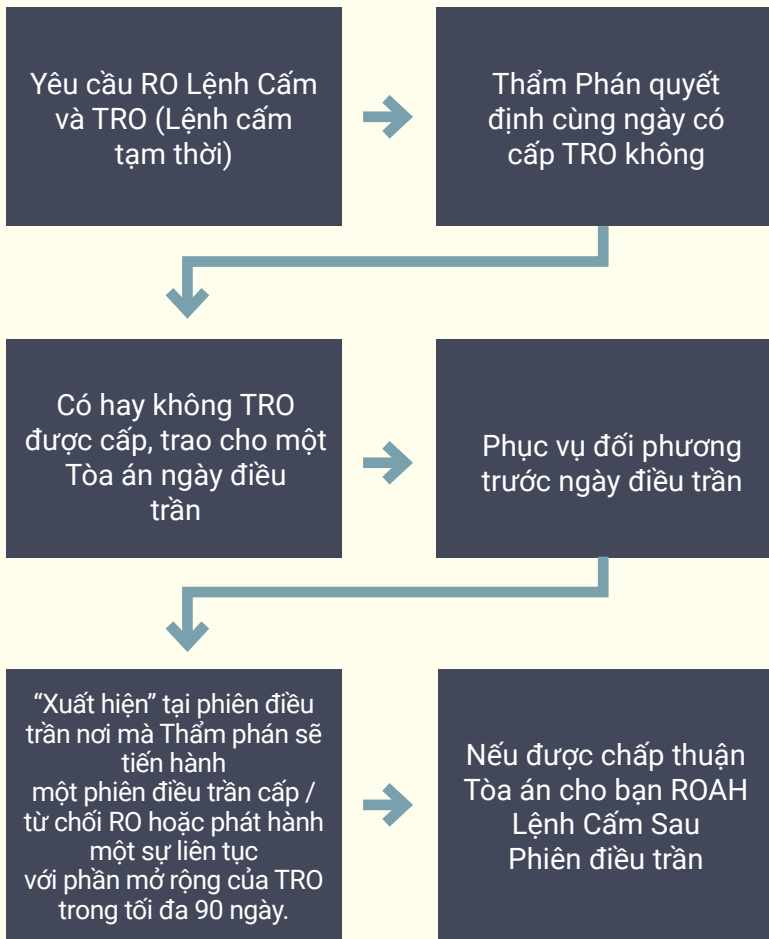 Yêu cầu RO Lệnh Cấm
và TRO (Lệnh cấm
tạm thời)
Thẩm Phán quyết
định cùng ngày có
cấp TRO không
Có hay không TRO
được cấp, trao cho một
Tòa án ngày điều
trần
Phục vụ đối phương
trước ngày điều trần
“Xuất hiện” tại phiên điều
trần nơi mà Thẩm phán sẽ
tiến hành
một phiên điều trần cấp /
từ chối RO hoặc phát hành
một sự liên tục
với phần mở rộng của TRO
trong tối đa 90 ngày.
Nếu được chấp thuận
Tòa án cho bạn ROAH
Lệnh Cấm Sau
Phiên điều trần